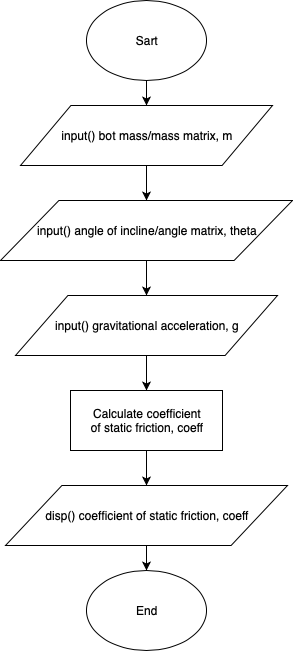 Sart
input() bot mass/mass matrix, m
input() angle of incline/angle matrix, theta
input() gravitational acceleration, g
Calculate coefficient
of static friction, coeff
disp() coefficient of static friction, coeff
End